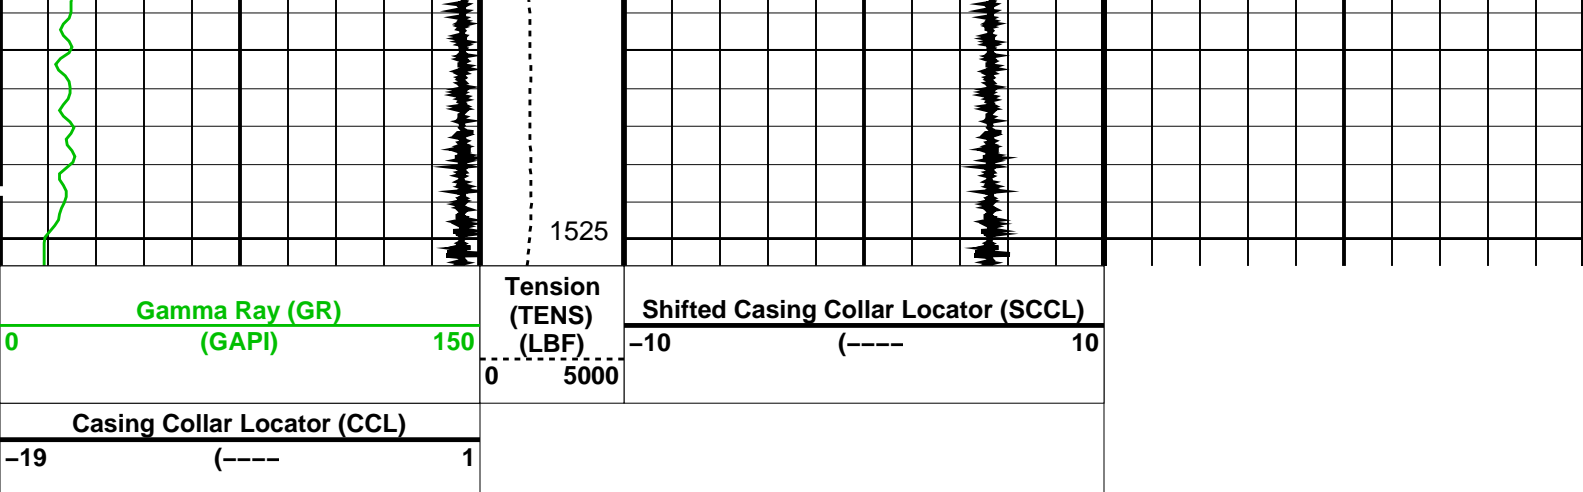 1525
Gamma Ray (GR)
0 (GAPI) 150
Tension
(TENS)
(LBF)
0 5000
Shifted Casing Collar Locator (SCCL)
−10 (−−−− 10
Casing Collar Locator (CCL)
−19 (−−−− 1